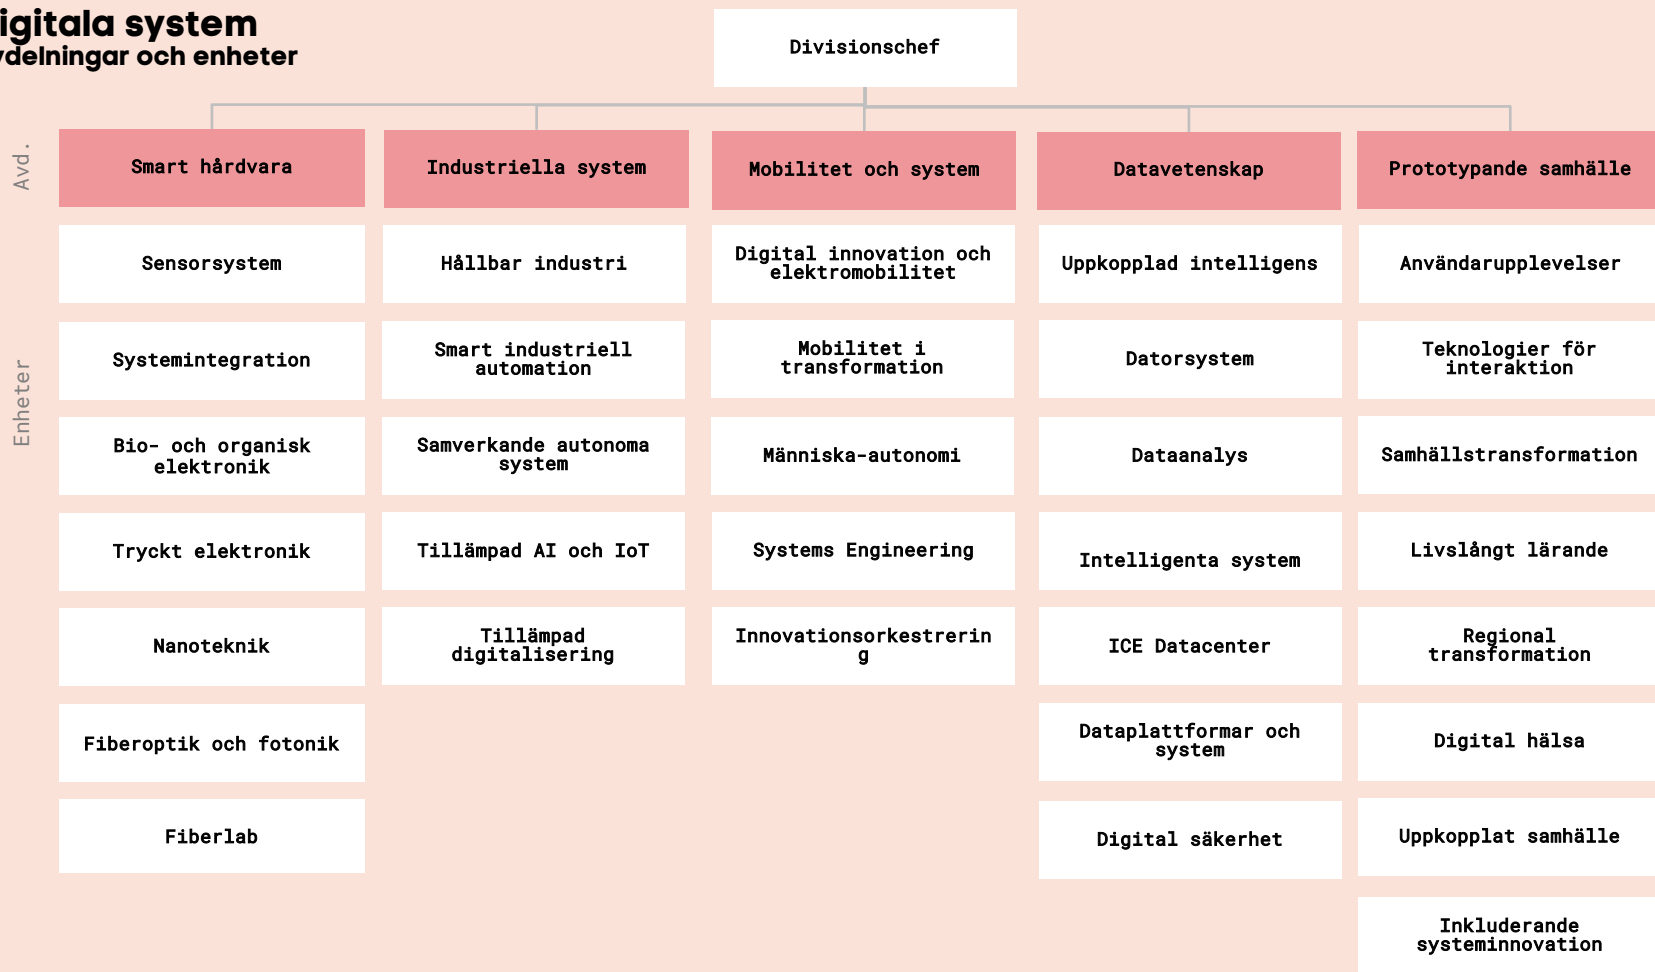 igitala system
vdelningar och enheter
Divisionschef
Avd.
Smart hårdvara
Industriella system
Mobilitet och system
Datavetenskap
Prototypande samhälle
Enheter
Sensorsystem
Hållbar industri
Digital innovation och
elektromobilitet
Uppkopplad intelligens
Användarupplevelser
Systemintegration
Smart industriell
automation
Mobilitet i
transformation
Datorsystem
Teknologier för
interaktion
Bio- och organisk
elektronik
Samverkande autonoma
system
Människa-autonomi
Dataanalys
Samhällstransformation
Tryckt elektronik
Tillämpad AI och IoT
Systems Engineering
Intelligenta system
Livslångt lärande
Nanoteknik
Tillämpad
digitalisering
Innovationsorkestrerin
g
ICE Datacenter
Regional
transformation
Fiberoptik och fotonik
Dataplattformar och
system
Digital hälsa
Fiberlab
Digital säkerhet
Uppkopplat samhälle
Inkluderande
systeminnovation